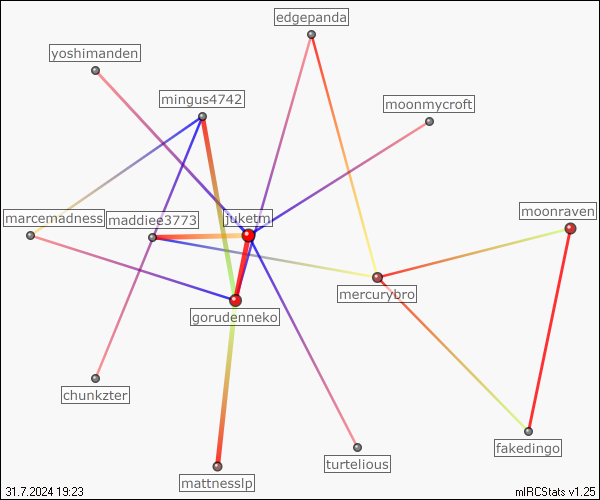 edgepanda
yoshimanden
mingus4742
moonmycroft
marcemadness
maddiee3773
juketm
moonraven
mercurybro
gorudenneko
chunkzter
fakedingo
turtelious
mattnesslp
31.7.2024 19:23
mIRCStats v1.25